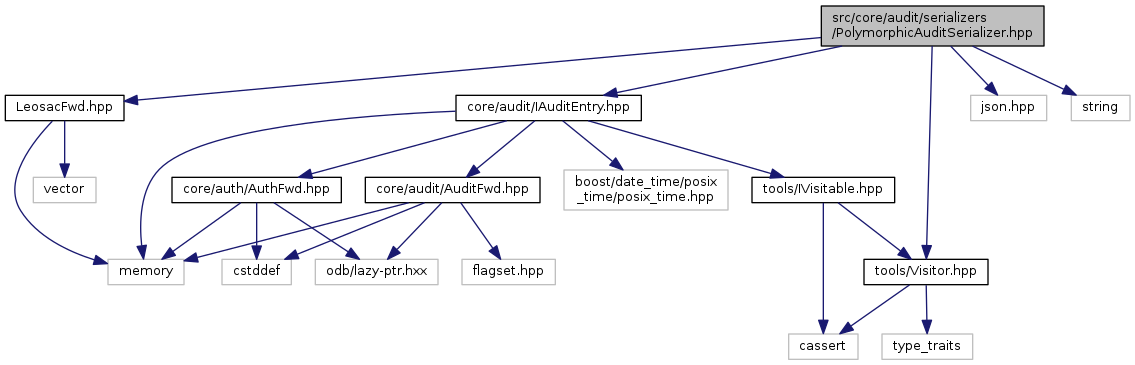 src/core/audit/serializers
/PolymorphicAuditSerializer.hpp
LeosacFwd.hpp
core/audit/IAuditEntry.hpp
json.hpp
string
vector
core/auth/AuthFwd.hpp
core/audit/AuditFwd.hpp
boost/date_time/posix
_time/posix_time.hpp
tools/IVisitable.hpp
memory
cstddef
odb/lazy-ptr.hxx
flagset.hpp
tools/Visitor.hpp
cassert
type_traits